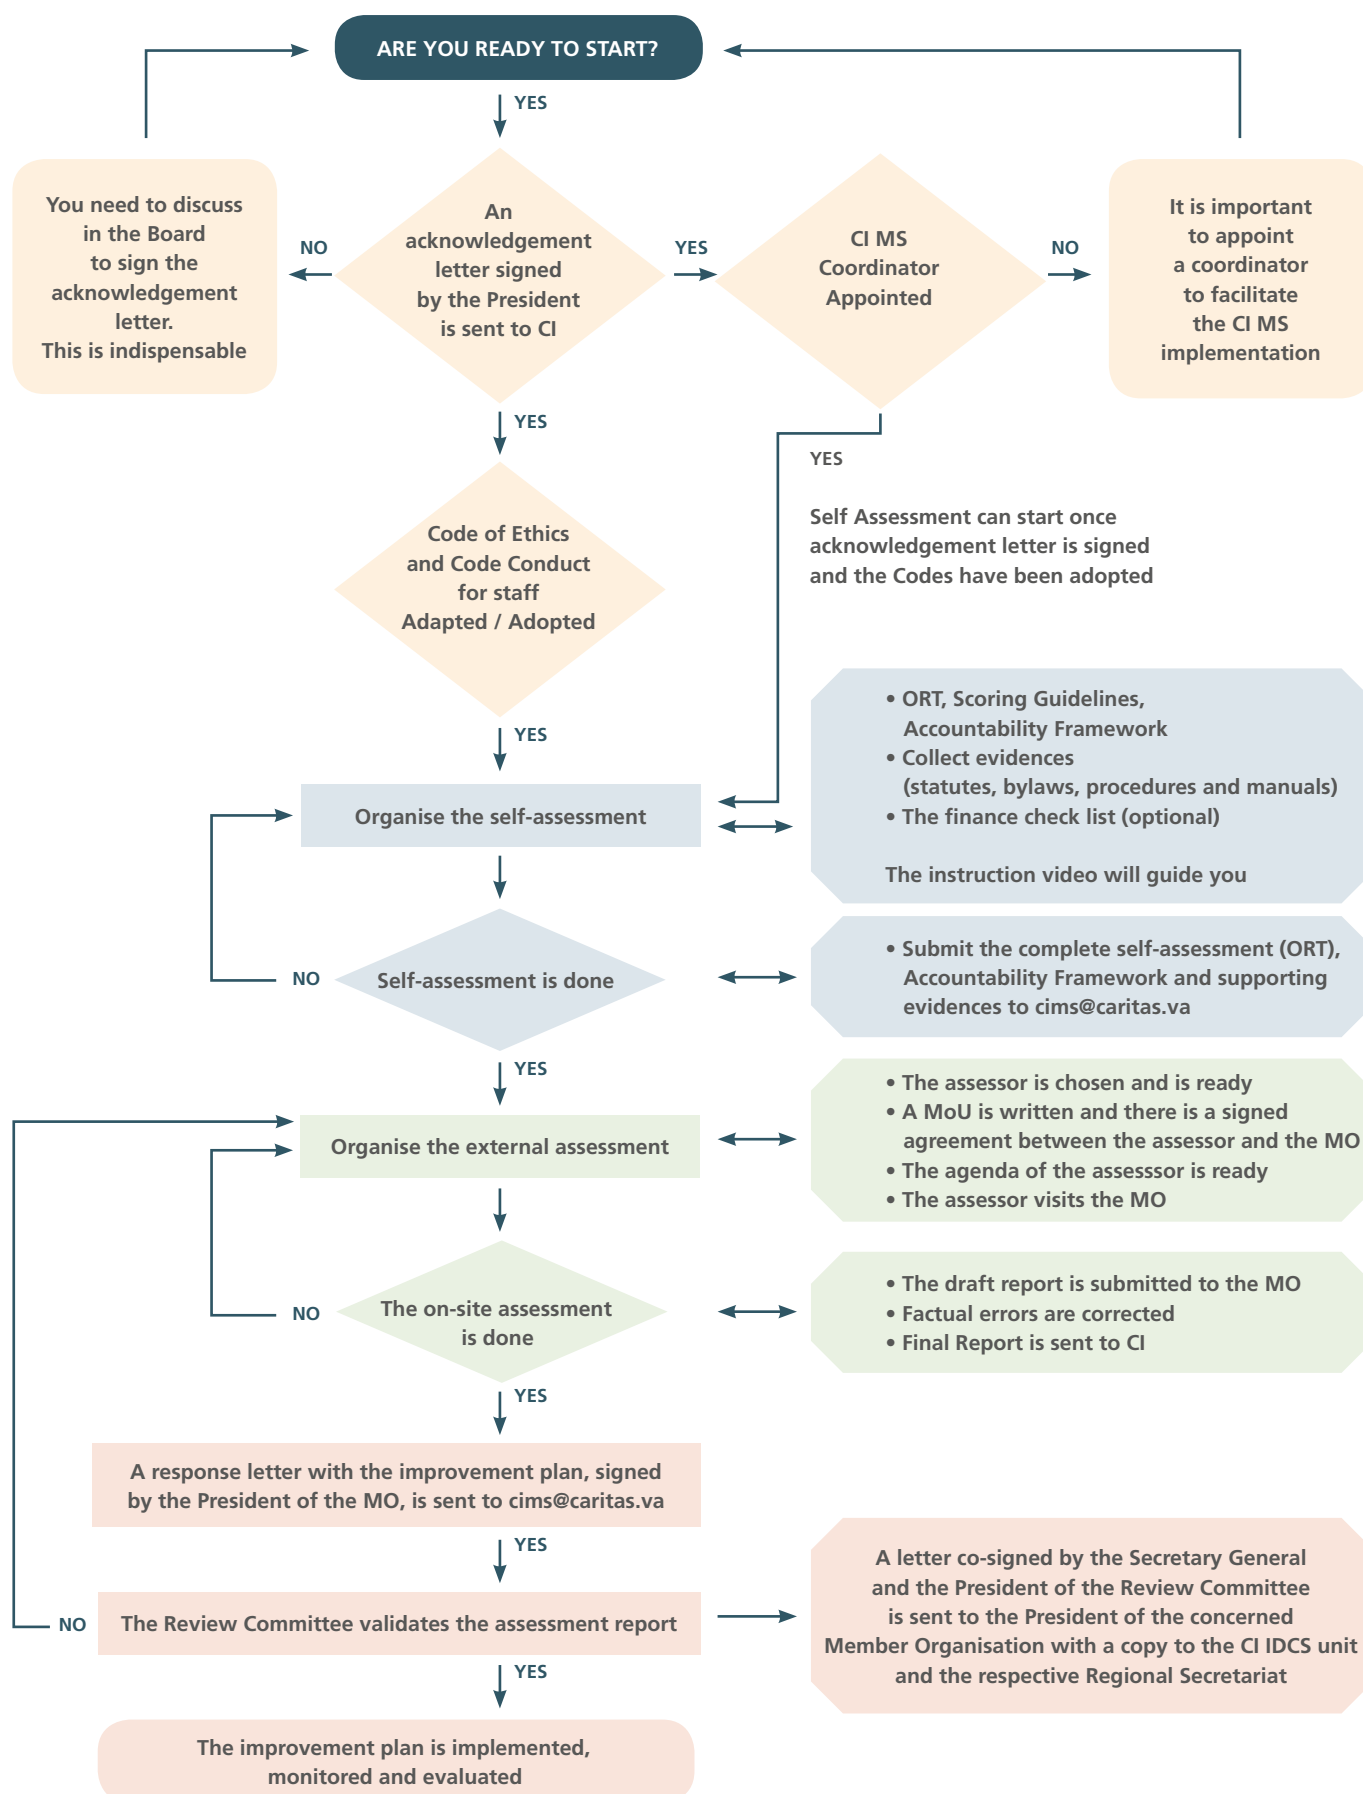 ARE YOU READY TO START?
YES
You need to discuss
in the Board
to sign the
acknowledgement
letter.
This is indispensable
NO
An
acknowledgement
letter signed
by the President
is sent to CI
YES
CI MS
Coordinator
Appointed
NO
It is important
to appoint
a coordinator
to facilitate
the CI MS
implementation
YES
YES
Self Assessment can start once
acknowledgement letter is signed
and the Codes have been adopted
Code of Ethics
and Code Conduct
for staff
Adapted / Adopted
YES
Organise the self-assessment
• ORT, Scoring Guidelines,
Accountability Framework
• Collect evidences
(statutes, bylaws, procedures and manuals)
• The finance check list (optional)
The instruction video will guide you
NO
Self-assessment is done
• Submit the complete self-assessment (ORT),
Accountability Framework and supporting
evidences to cims@caritas.va
YES
Organise the external assessment
• The assessor is chosen and is ready
• A MoU is written and there is a signed
agreement between the assessor and the MO
• The agenda of the assesssor is ready
• The assessor visits the MO
NO
The on-site assessment
is done
• The draft report is submitted to the MO
• Factual errors are corrected
• Final Report is sent to CI
YES
A response letter with the improvement plan, signed
by the President of the MO, is sent to cims@caritas.va
YES
NO
The Review Committee validates the assessment report
A letter co-signed by the Secretary General
and the President of the Review Committee
is sent to the President of the concerned
Member Organisation with a copy to the CI IDCS unit
and the respective Regional Secretariat
YES
The improvement plan is implemented,
monitored and evaluated